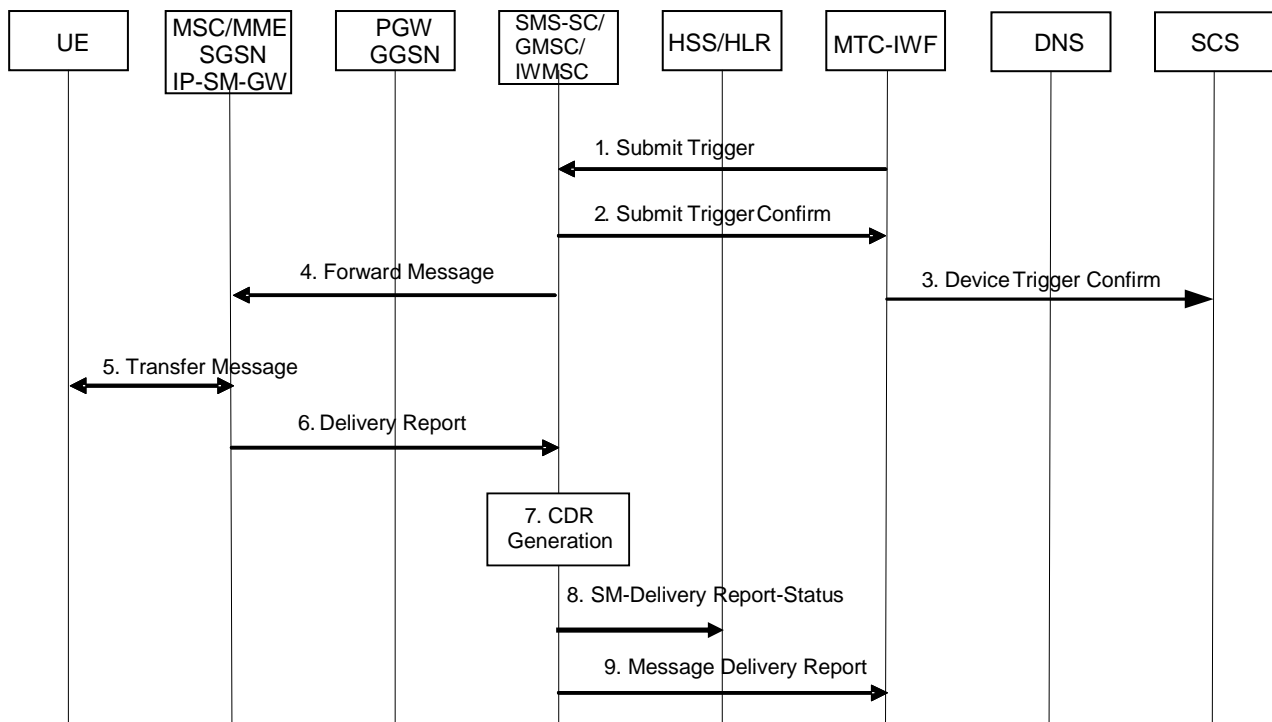 UE
MSC/MME
SGSN
IP-SM-GW
PGW
GGSN
SMS-SC/
GMSC/
IWMSC
HSS/HLR
MTC-IWF
DNS
SCS
1. Submit Trigger
2. Submit Trigger Confirm
4. Forward Message
3. Device Trigger Confirm
5. Transfer Message
6. Delivery Report
7. CDR
Generation
8. SM-Delivery Report-Status
9. Message Delivery Report